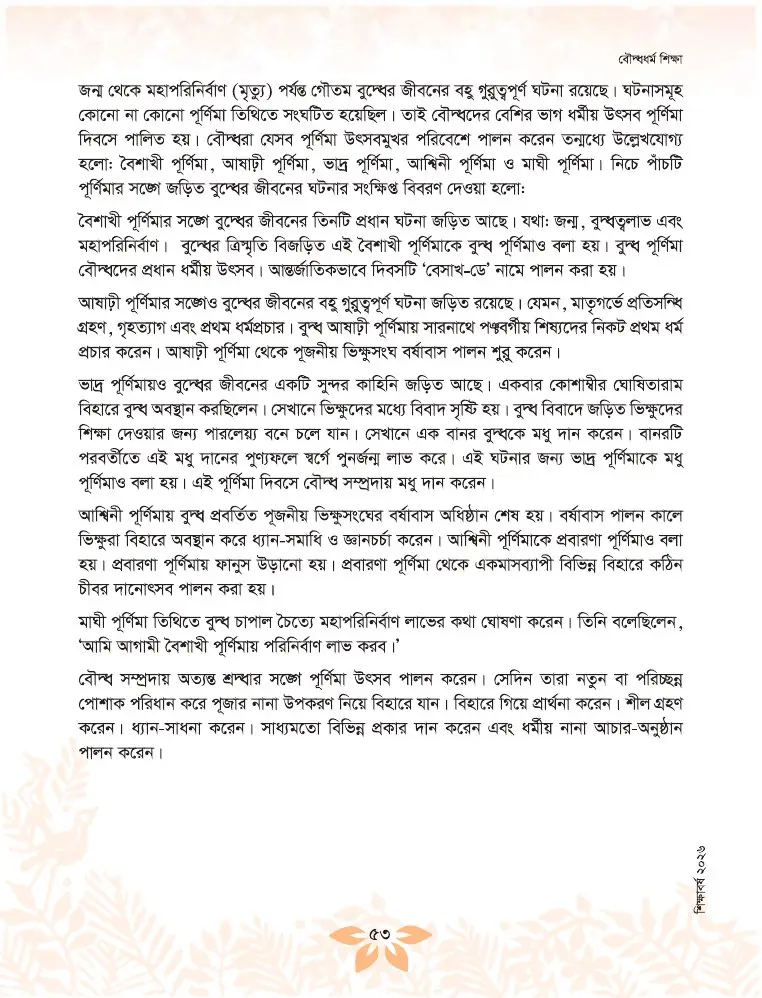 বৌদ্ধধর্ম শিক্ষা
জন্ম থেকে মহাপরিনির্বাণ (মৃত্যু) পর্যন্ত গৌতম বুদ্ধের জীবনের বহু গুরুত্বপূর্ণ ঘটনা রয়েছে। ঘটনাসমূহ
কোনো না কোনো পূর্ণিমা তিথিতে সংঘটিত হয়েছিল। তাই বৌদ্ধদের বেশির ভাগ ধর্মীয় উৎসব পূর্ণিমা
দিবসে পালিত হয়। বৌদ্ধরা যেসব পূর্ণিমা উৎসবমুখর পরিবেশে পালন করেন তন্মধ্যে উল্লেখযোগ্য
হলো: বৈশাখী পূর্ণিমা, আষাঢ়ী পূর্ণিমা, ভাদ্র পূর্ণিমা, আশ্বিনী পূর্ণিমা ও মাঘী পূর্ণিমা। নিচে পাঁচটি
পূর্ণিমার সঙ্গে জড়িত বুদ্ধের জীবনের ঘটনার সংক্ষিপ্ত বিবরণ দেওয়া হলো:
বৈশাখী পূর্ণিমার সঙ্গে বুদ্ধের জীবনের তিনটি প্রধান ঘটনা জড়িত আছে। যথা: জন্ম, বুদ্ধত্বলাভ এবং
মহাপরিনির্বাণ। বুদ্ধের ত্রিস্মৃতি বিজড়িত এই বৈশাখী পূর্ণিমাকে বুদ্ধ পূর্ণিমাও বলা হয়। বুদ্ধ পূর্ণিমা
বৌদ্ধদের প্রধান ধর্মীয় উৎসব। আন্তর্জাতিকভাবে দিবসটি ‘বেসাখ-ডে’ নামে পালন করা হয়।
আষাঢ়ী পূর্ণিমার সঙ্গেও বুদ্ধের জীবনের বহু গুরুত্বপূর্ণ ঘটনা জড়িত রয়েছে। যেমন, মাতৃগর্ভে প্রতিসন্ধি
গ্রহণ, গৃহত্যাগ এবং প্রথম ধর্মপ্রচার। বুদ্ধ আষাঢ়ী পূর্ণিমায় সারনাথে পঞ্চবর্গীয় শিষ্যদের নিকট প্রথম ধর্ম
প্রচার করেন। আষাঢ়ী পূর্ণিমা থেকে পূজনীয় ভিক্ষুসংঘ বর্ষাবাস পালন শুরু করেন।
ভাদ্র পূর্ণিমায়ও বুদ্ধের জীবনের একটি সুন্দর কাহিনি জড়িত আছে। একবার কোশাম্বীর ঘোষিতারাম
বিহারে বুদ্ধ অবস্থান করছিলেন। সেখানে ভিক্ষুদের মধ্যে বিবাদ সৃষ্টি হয়। বুদ্ধ বিবাদে জড়িত ভিক্ষুদের
শিক্ষা দেওয়ার জন্য পারলেয়্য বনে চলে যান। সেখানে এক বানর বুদ্ধকে মধু দান করেন। বানরটি
পরবর্তীতে এই মধু দানের পুণ্যফলে স্বর্গে পুনর্জন্ম লাভ করে। এই ঘটনার জন্য ভাদ্র পূর্ণিমাকে মধু
পূর্ণিমাও বলা হয়। এই পূর্ণিমা দিবসে বৌদ্ধ সম্প্রদায় মধু দান করেন।
আশ্বিনী পূর্ণিমায় বুদ্ধ প্রবর্তিত পূজনীয় ভিক্ষুসংঘের বর্ষাবাস অধিষ্ঠান শেষ হয়। বর্ষাবাস পালন কালে
ভিক্ষুরা বিহারে অবস্থান করে ধ্যান-সমাধি ও জ্ঞানচর্চা করেন। আশ্বিনী পূর্ণিমাকে প্রবারণা পূর্ণিমাও বলা
হয়। প্রবারণা পূর্ণিমায় ফানুস উড়ানো হয়। প্রবারণা পূর্ণিমা থেকে একমাসব্যাপী বিভিন্ন বিহারে কঠিন
চীবর দানোৎসব পালন করা হয়।
মাঘী পূর্ণিমা তিথিতে বুদ্ধ চাপাল চৈত্যে মহাপরিনির্বাণ লাভের কথা ঘোষণা করেন। তিনি বলেছিলেন,
‘আমি আগামী বৈশাখী পূর্ণিমায় পরিনির্বাণ লাভ করব।’
বৌদ্ধ সম্প্রদায় অত্যন্ত শ্রদ্ধার সঙ্গে পূর্ণিমা উৎসব পালন করেন। সেদিন তারা নতুন বা পরিচ্ছন্ন
পোশাক পরিধান করে পূজার নানা উপকরণ নিয়ে বিহারে যান। বিহারে গিয়ে প্রার্থনা করেন। শীল গ্রহণ
করেন। ধ্যান-সাধনা করেন। সাধ্যমতো বিভিন্ন প্রকার দান করেন এবং ধর্মীয় নানা আচার-অনুষ্ঠান
পালন করেন।
শিক্ষাবর্ষ ২০২৬
৫৩